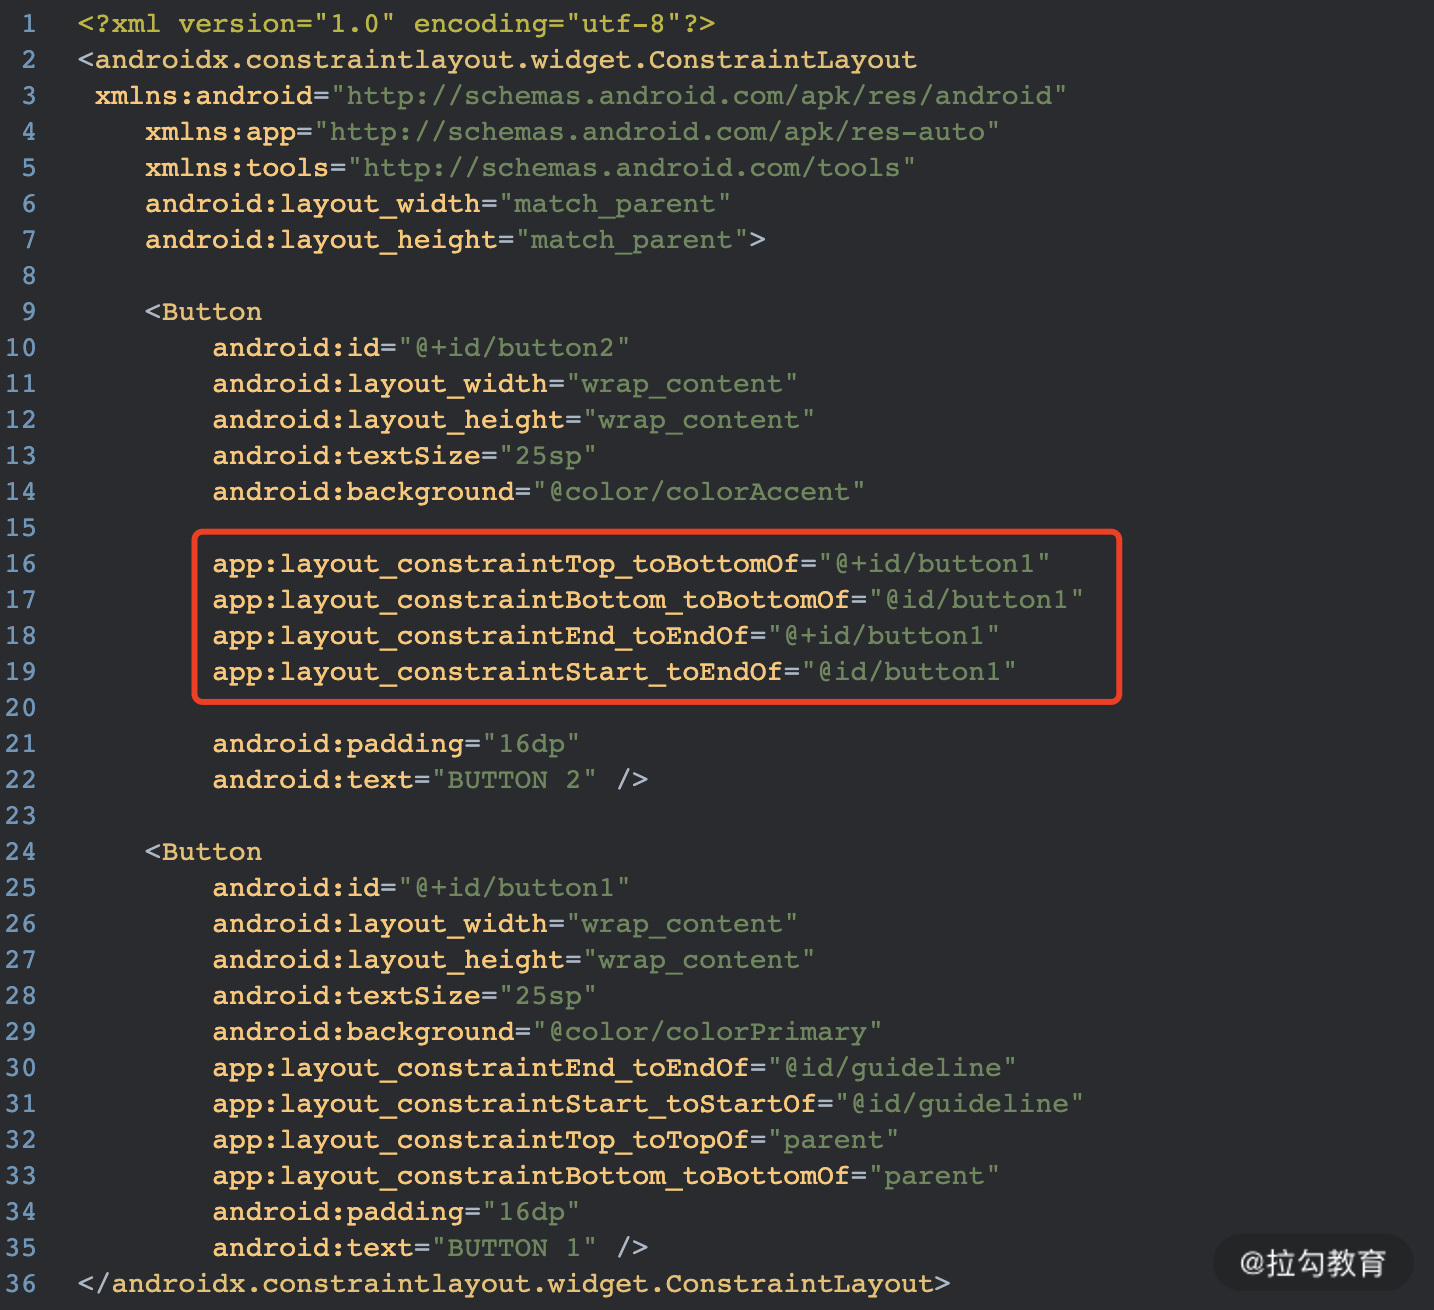 1 <?xml version="1.0" encoding="utf-8"?>
2 <androidx.constraintlayout.widget.ConstraintLayout
3  xmlns:android="http://schemas.android.com/apk/res/android"
4     xmlns:app="http://schemas.android.com/apk/res-auto"
5     xmlns:tools="http://schemas.android.com/tools"
6     android:layout_width="match_parent"
7     android:layout_height="match_parent">
8
9     <Button
10         android:id="@+id/button2"
11         android:layout_width="wrap_content"
12         android:layout_height="wrap_content"
13         android:textSize="25sp"
14         android:background="@color/colorAccent"
15
16         app:layout_constraintTop_toBottomOf="@+id/button1"
17         app:layout_constraintBottom_toBottomOf="@id/button1"
18         app:layout_constraintEnd_toEndOf="@+id/button1"
19         app:layout_constraintStart_toEndOf="@id/button1"
20
21         android:padding="16dp"
22         android:text="BUTTON 2" />
23
24     <Button
25         android:id="@+id/button1"
26         android:layout_width="wrap_content"
27         android:layout_height="wrap_content"
28         android:textSize="25sp"
29         android:background="@color/colorPrimary"
30         app:layout_constraintEnd_toEndOf="@id/guideline"
31         app:layout_constraintStart_toStartOf="@id/guideline"
32         app:layout_constraintTop_toTopOf="parent"
33         app:layout_constraintBottom_toBottomOf="parent"
34         android:padding="16dp"
35         android:text="BUTTON 1" />
36 </androidx.constraintlayout.widget.ConstraintLayout>
@拉勾教育